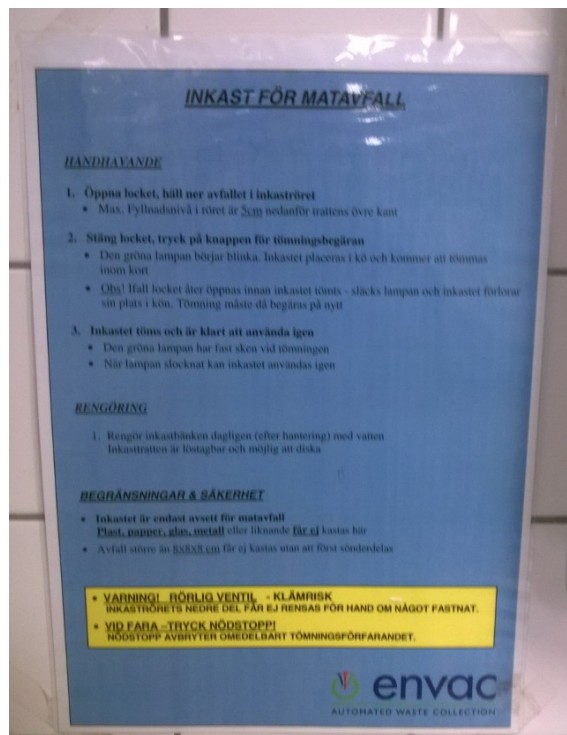 INKAST FÖR MATAVFALL
HANDHAVANDE
1. Öppna locket, häll ner avfallet i inkaströret
• Max. Fyllnadsnivå i röret är 5cm nedanför trattens övre kant
2. Stäng locket, tryck på knappen för tömningsbegäran
• Den gröna lampan börjar blinka. Inkastet placeras i kö och kommer att tömmas
inom kort
• Obs! Ifall locket åter öppnas innan inkastet tömts - släcks lampan och inkastet förlorar
sin plats i kön. Tömning måste då begäras på nytt
3. Inkastet töms och är klart att använda igen
• Den gröna lampan har fast sken vid tömningen
• När lampan slocknat kan inkastet användas igen
RENGÖRING
1. Rengör inkastbänken dagligen (efter hantering) med vatten
Inkasttratten är löstagbar och möjlig att diska
BEGRÄNSNINGAR & SÄKERHET
• Inkastet är endast avsett för matavfall
Plast, papper, glas, metall eller liknande får ej kastas här
• Avfall större än 8x8x8 cm får ej kastas utan att först sönderdelas
• VARNING! RÖRLIG VENTIL - KLÄMRISK
INKASTRÖRETS NEDRE DEL FÅR EJ RENSAS FÖR HAND OM NÅGOT FASTNAT.
• VID FARA –TRYCK NÖDSTOPP!
NÖDSTOPP AVBRYTER OMEDELBART TÖMNINGSFÖRFARANDET.
envac
AUTOMATED WASTE COLLECTION